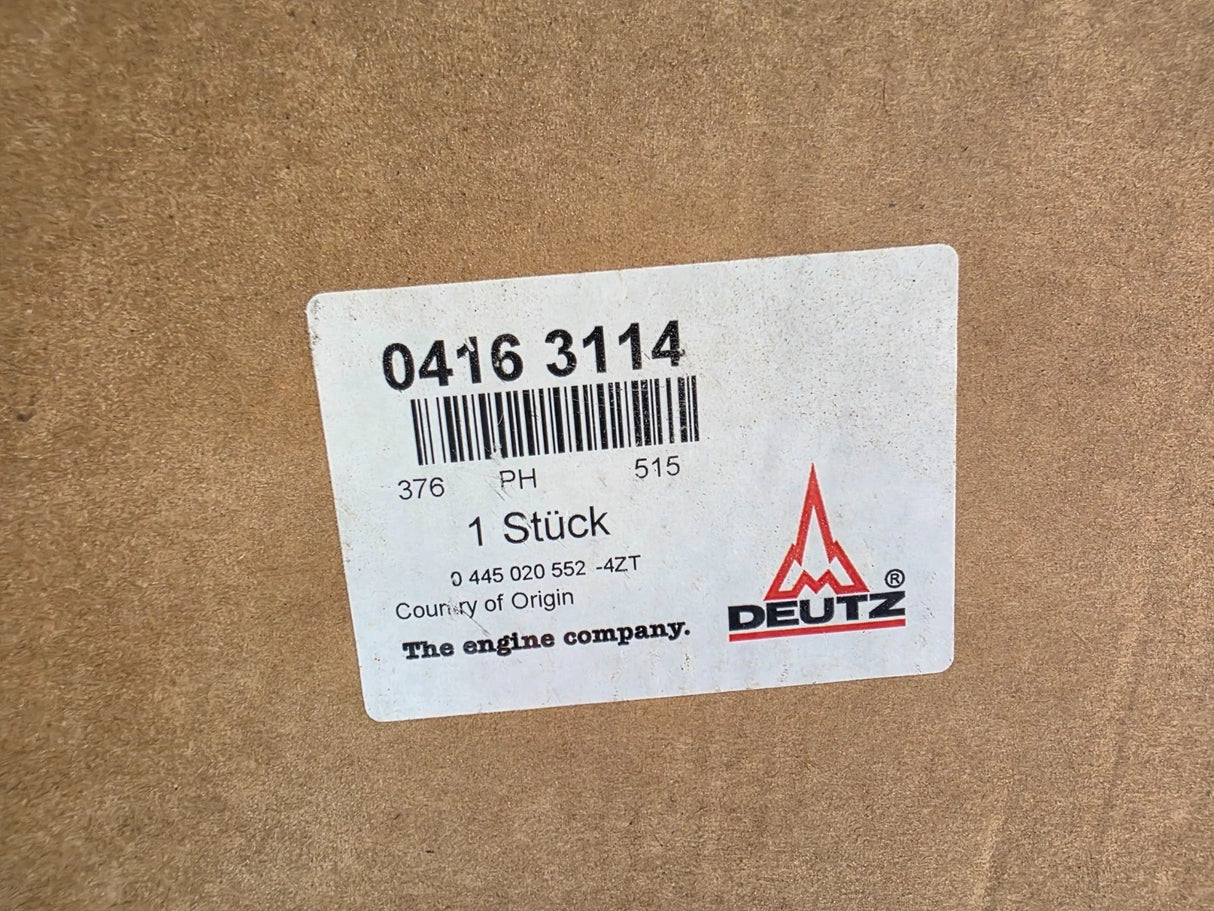 0416 3114
376 PH 515
1 Stück
0 445 020 552 -4ZT
Country of Origin
The engine company.
DEUTZ ®